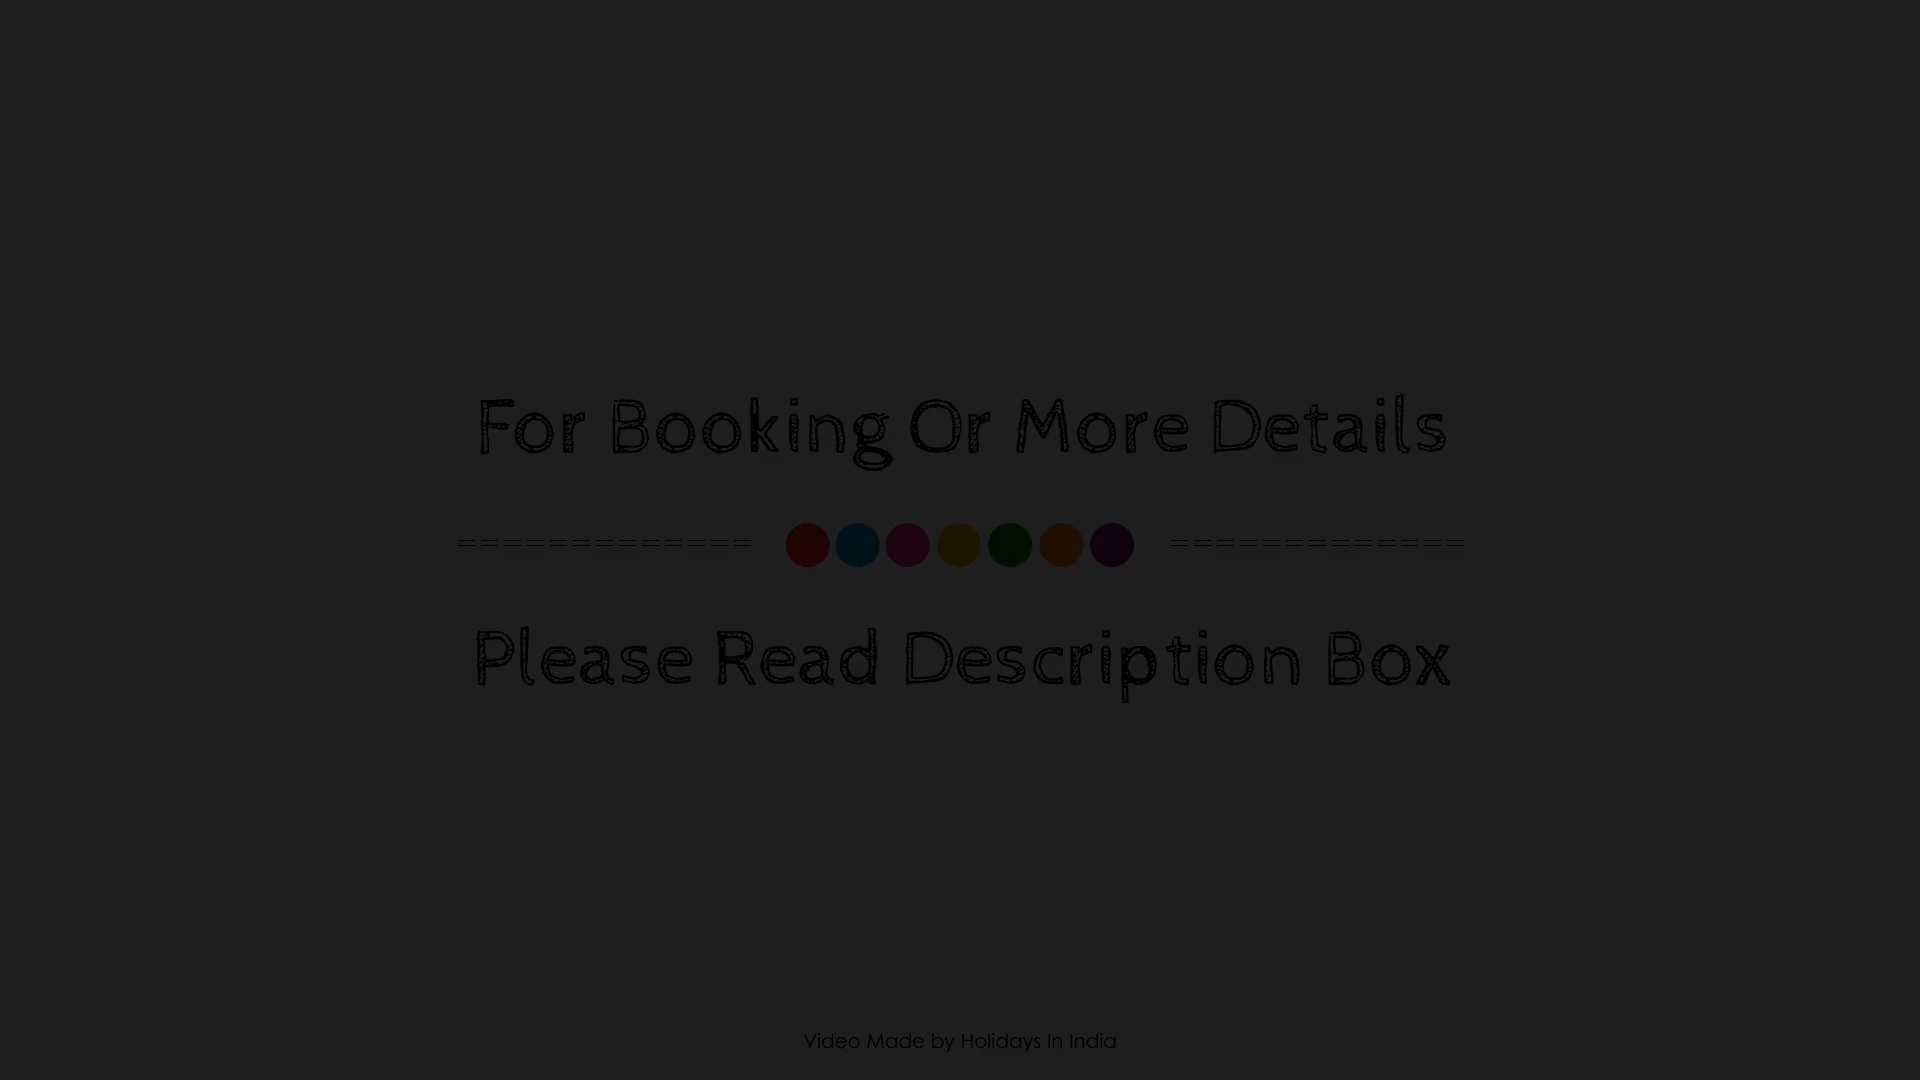 For Booking Or More Details
============= =============
Please Read Description Box
Video Made by Holidays In India